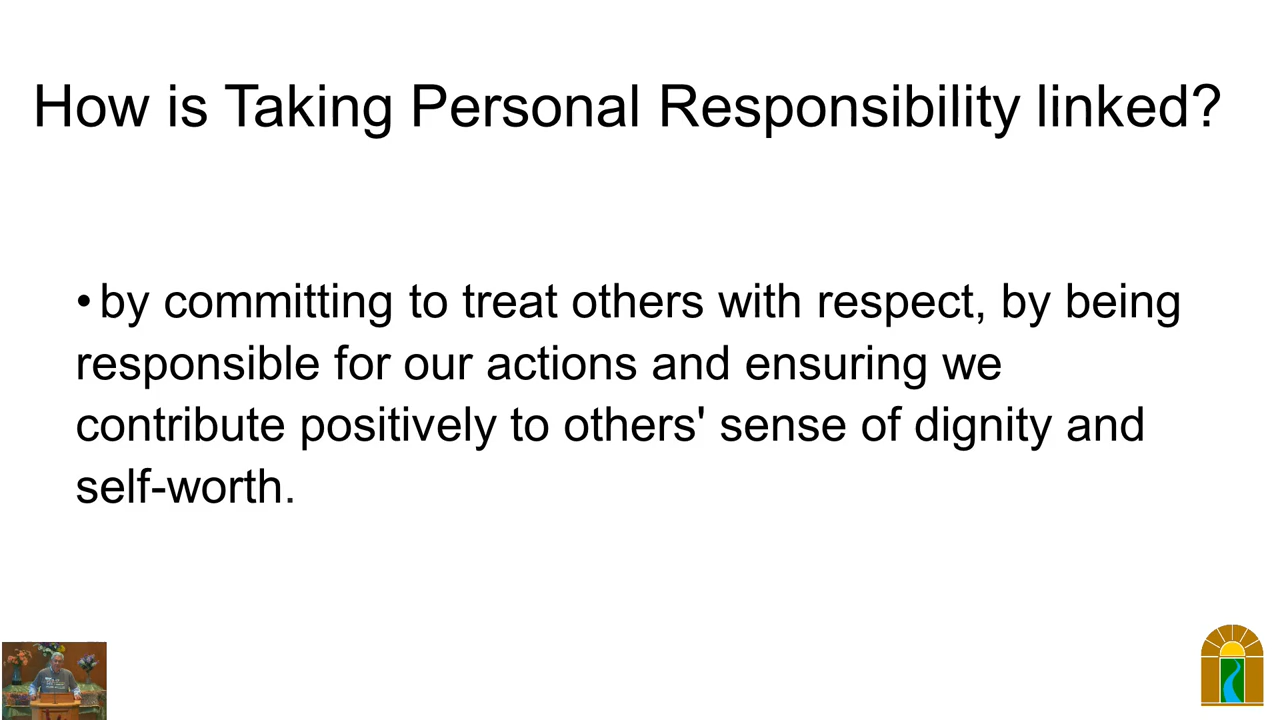 How is Taking Personal Responsibility linked?
• by committing to treat others with respect, by being
responsible for our actions and ensuring we
contribute positively to others' sense of dignity and
self-worth.